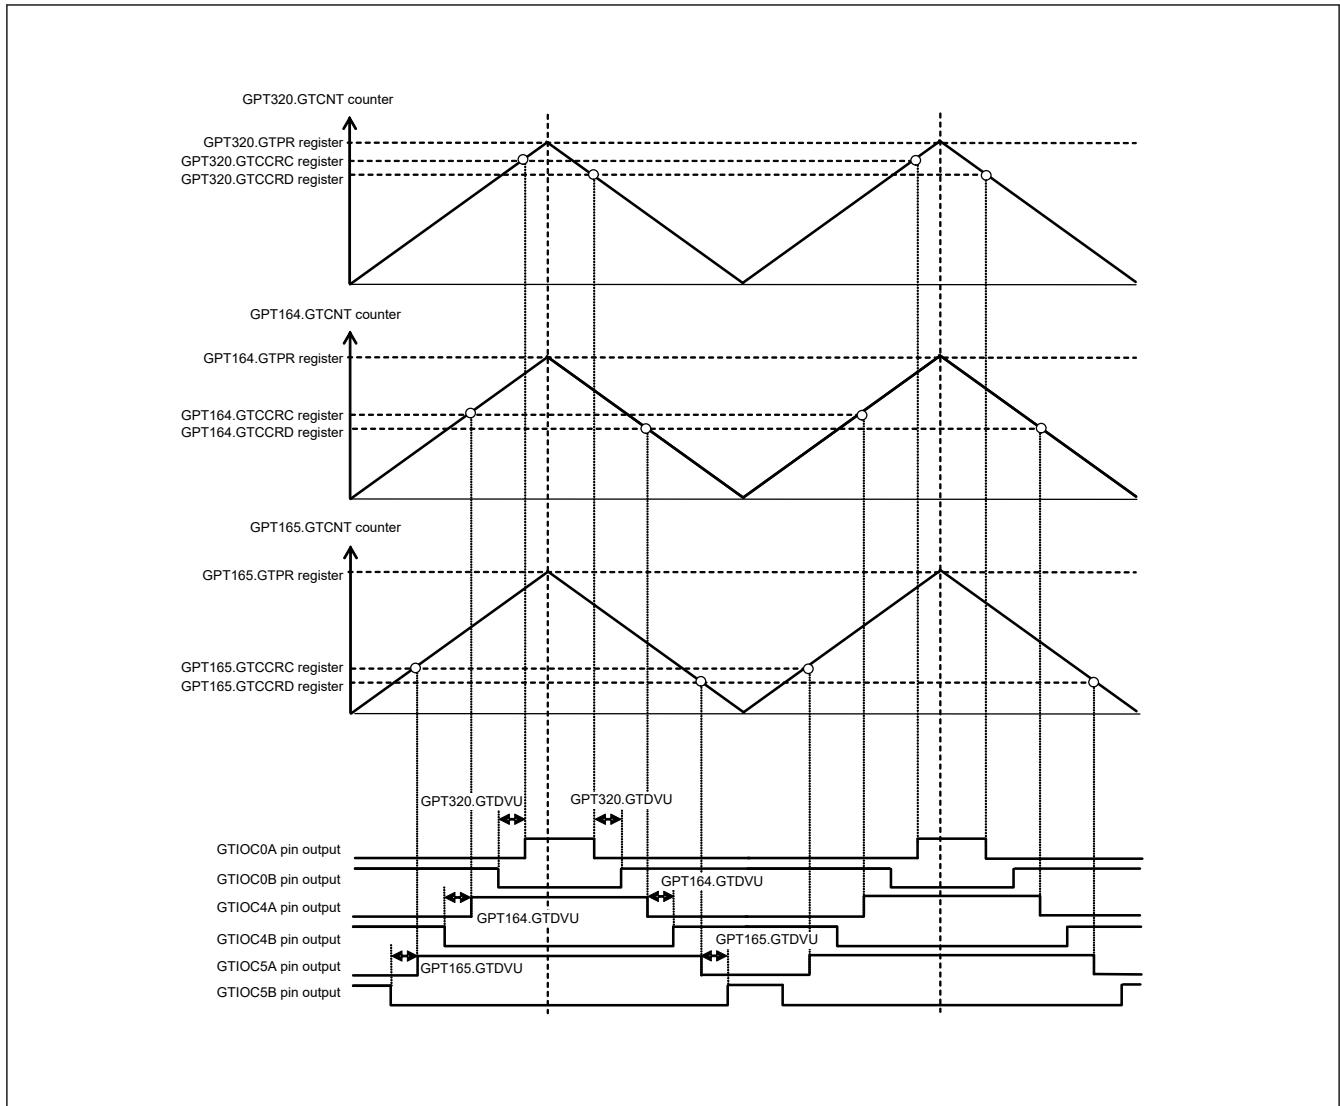 GPT320.GTCNT counter
GPT320.GTPR register
GPT320.GTCCRC register
GPT320.GTCCRD register
GPT164.GTCNT counter
GPT164.GTPR register
GPT164.GTCCRC register
GPT164.GTCCRD register
GPT165.GTCNT counter
GPT165.GTPR register
GPT165.GTCCRC register
GPT165.GTCCRD register
GPT320.GTDVU GPT320.GTDVU
GTIOC0A pin output
GTIOC0B pin output
GPT164.GTDVU
GTIOC4A pin output
GPT164.GTDVU
GTIOC4B pin output
GPT165.GTDVU
GTIOC5A pin output
GPT165.GTDVU
GTIOC5B pin output